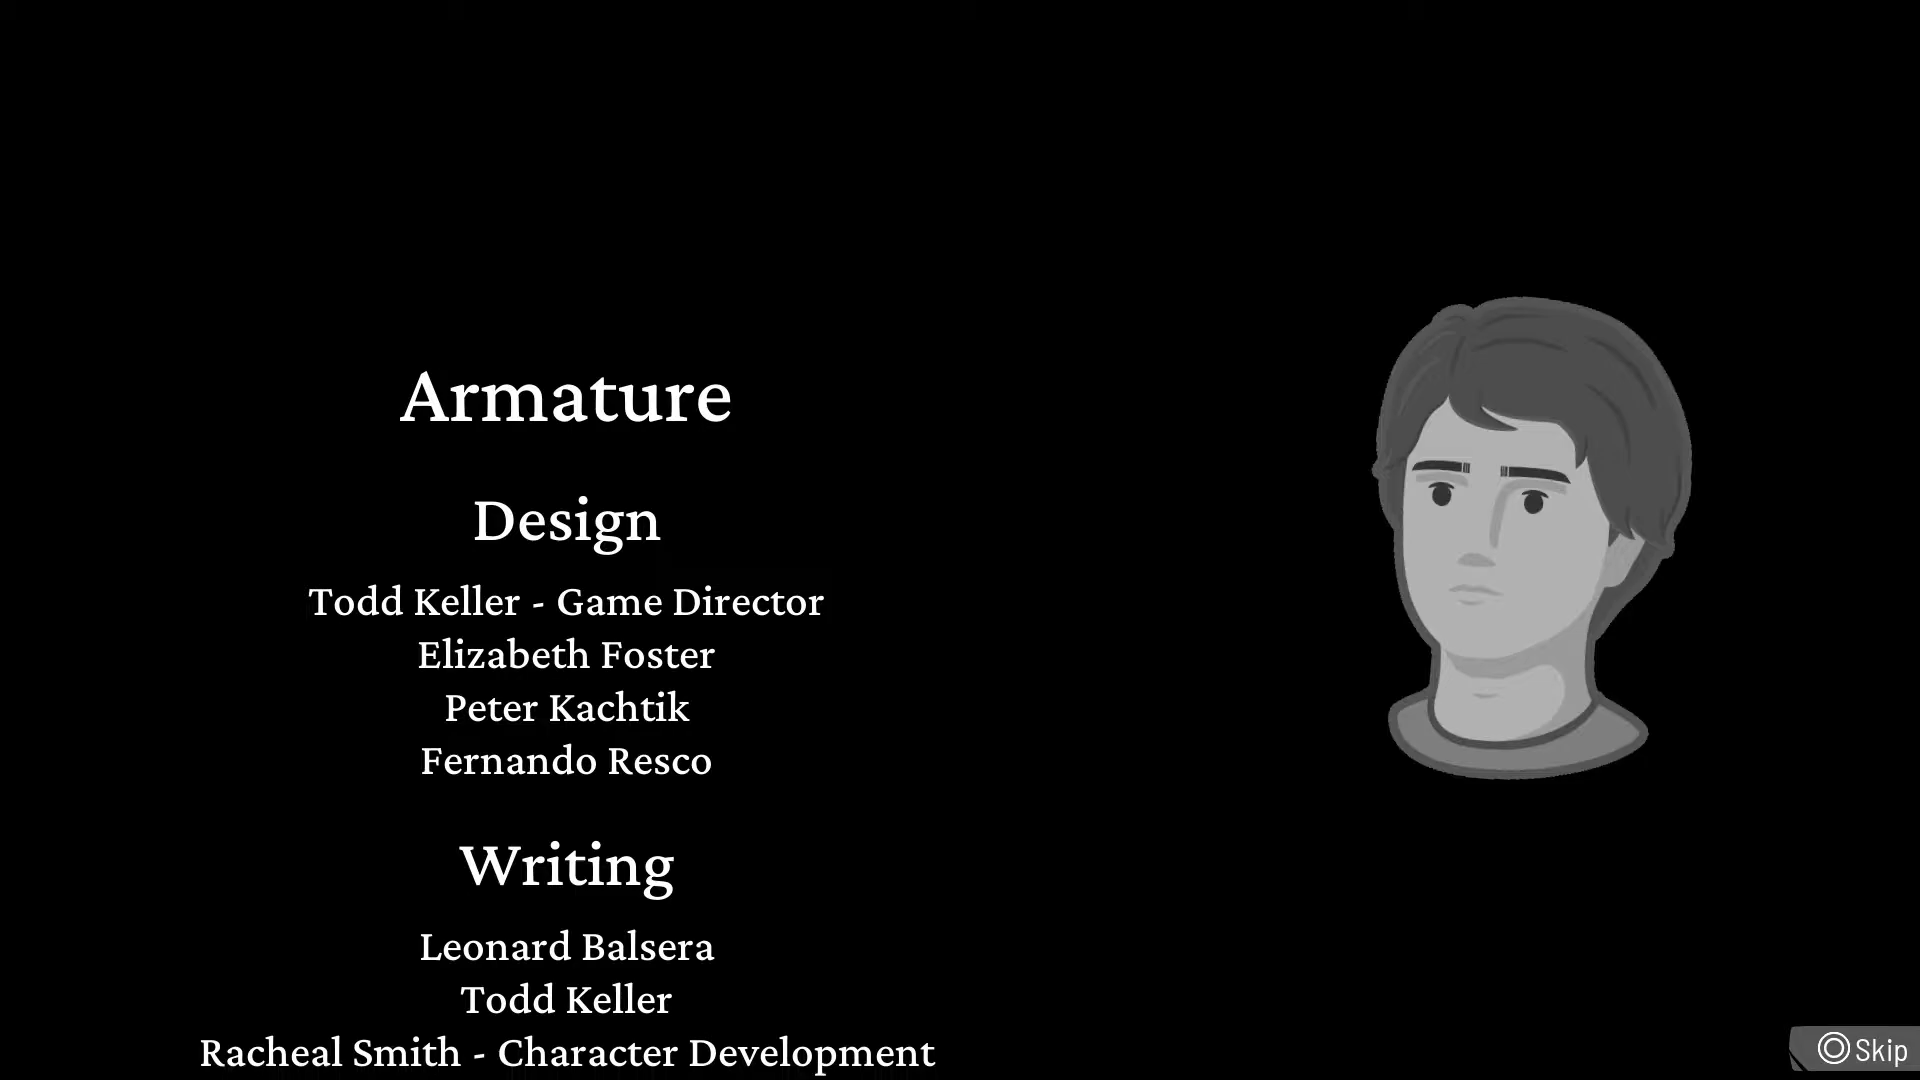 Armature
Design
Todd Keller - Game Director
Elizabeth Foster
Peter Kachtik
Fernando Resco
Writing
Leonard Balsera
Todd Keller
Racheal Smith - Character Development
Skip